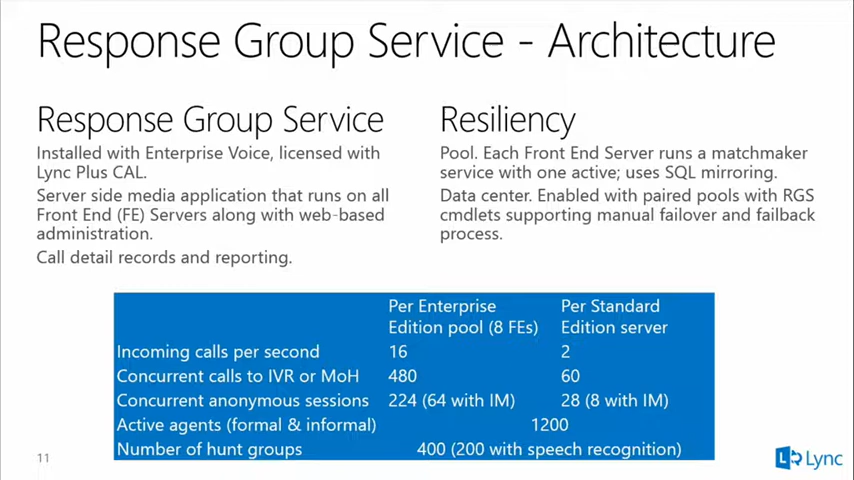 Response Group Service - Architecture
Response Group Service
Installed with Enterprise Voice, licensed with
Lync Plus CAL.
Server side media application that runs on all
Front End (FE) Servers along with web-based
administration.
Call detail records and reporting.
Resiliency
Pool. Each Front End Server runs a matchmaker
service with one active; uses SQL mirroring.
Data center. Enabled with paired pools with RGS
cmdlets supporting manual failover and failback
process.
Per Enterprise Per Standard
Edition pool (8 FEs) Edition server
Incoming calls per second 16 2
Concurrent calls to IVR or MoH 480 60
Concurrent anonymous sessions 224 (64 with IM) 28 (8 with IM)
Active agents (formal & informal) 1200
Number of hunt groups 400 (200 with speech recognition)
11
L Lync